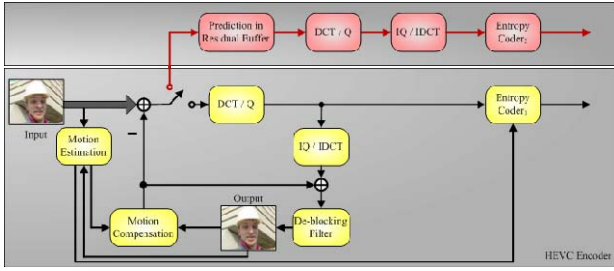 Prediction in
Residual Buffer
DCT / Q
IQ / IDCT
Entropy
Coder₂
DCT / Q
Entropy
Coder₁
Input
Motion
Estimation
IQ / IDCT
Output
Motion
Compensation
De-blocking
Filter
HEVC Encoder